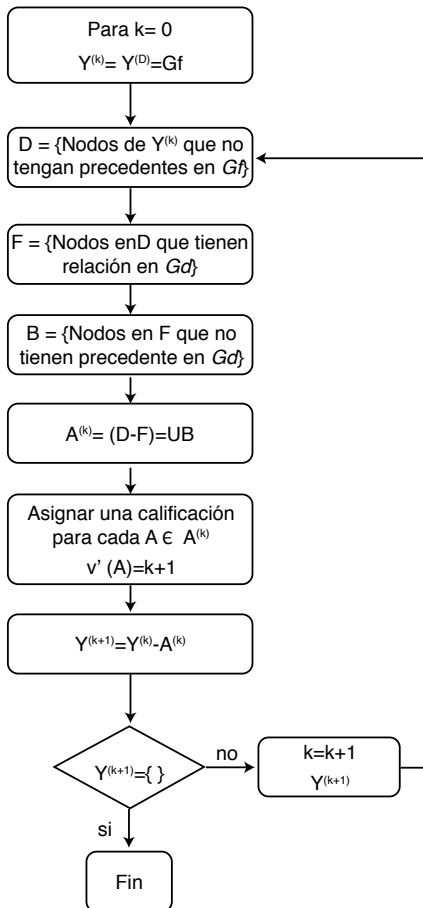 Para k= 0
Y⁽ᵏ⁾= Y⁽ᴰ⁾=Gf
D = {Nodos de Y⁽ᵏ⁾ que no
tengan precedentes en Gf}
F = {Nodos enD que tienen
relación en Gd}
B = {Nodos en F que no
tienen precedente en Gd}
A⁽ᵏ⁾= (D-F)=UB
Asignar una calificación
para cada A Є A⁽ᵏ⁾
v' (A)=k+1
Y⁽ᵏ⁺¹⁾=Y⁽ᵏ⁾-A⁽ᵏ⁾
Y⁽ᵏ⁺¹⁾={ }
no
k=k+1
Y⁽ᵏ⁺¹⁾
si
Fin